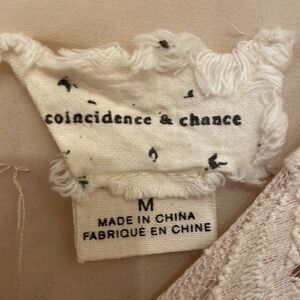 coincidence & chance
M
MADE IN CHINA
FABRIQUÉ EN CHINE